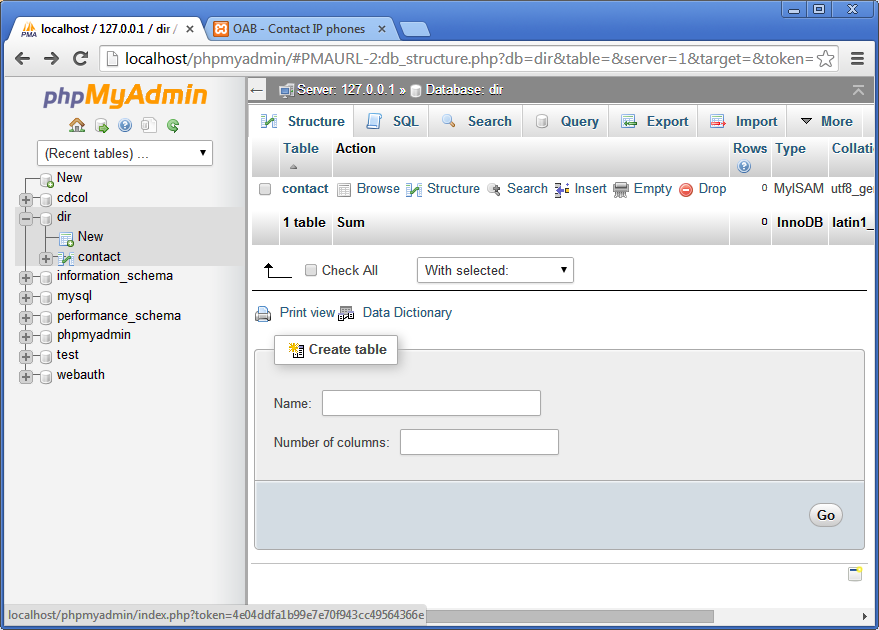 localhost / 127.0.0.1 / dir /
OAB - Contact IP phones
localhost/phpmyadmin/#PMAURL-2:db_structure.php?db=dir&table=&server=1&target=&token=
phpMyAdmin
(Recent tables) ...
New
cdcol
dir
New
contact
information_schema
mysql
performance_schema
phpmyadmin
test
webauth
Server: 127.0.0.1 » Database: dir
Structure SQL Search Query Export Import More
Table Action Rows Type Collati
contact Browse Structure Search Insert Empty Drop 0 MyISAM utf8_ge
1 table Sum 0 InnoDB latin1_
Check All With selected:
Print view Data Dictionary
Create table
Name:
Number of columns:
Go
localhost/phpmyadmin/index.php?token=4e04ddfa1b99e7e70f943cc49564366e